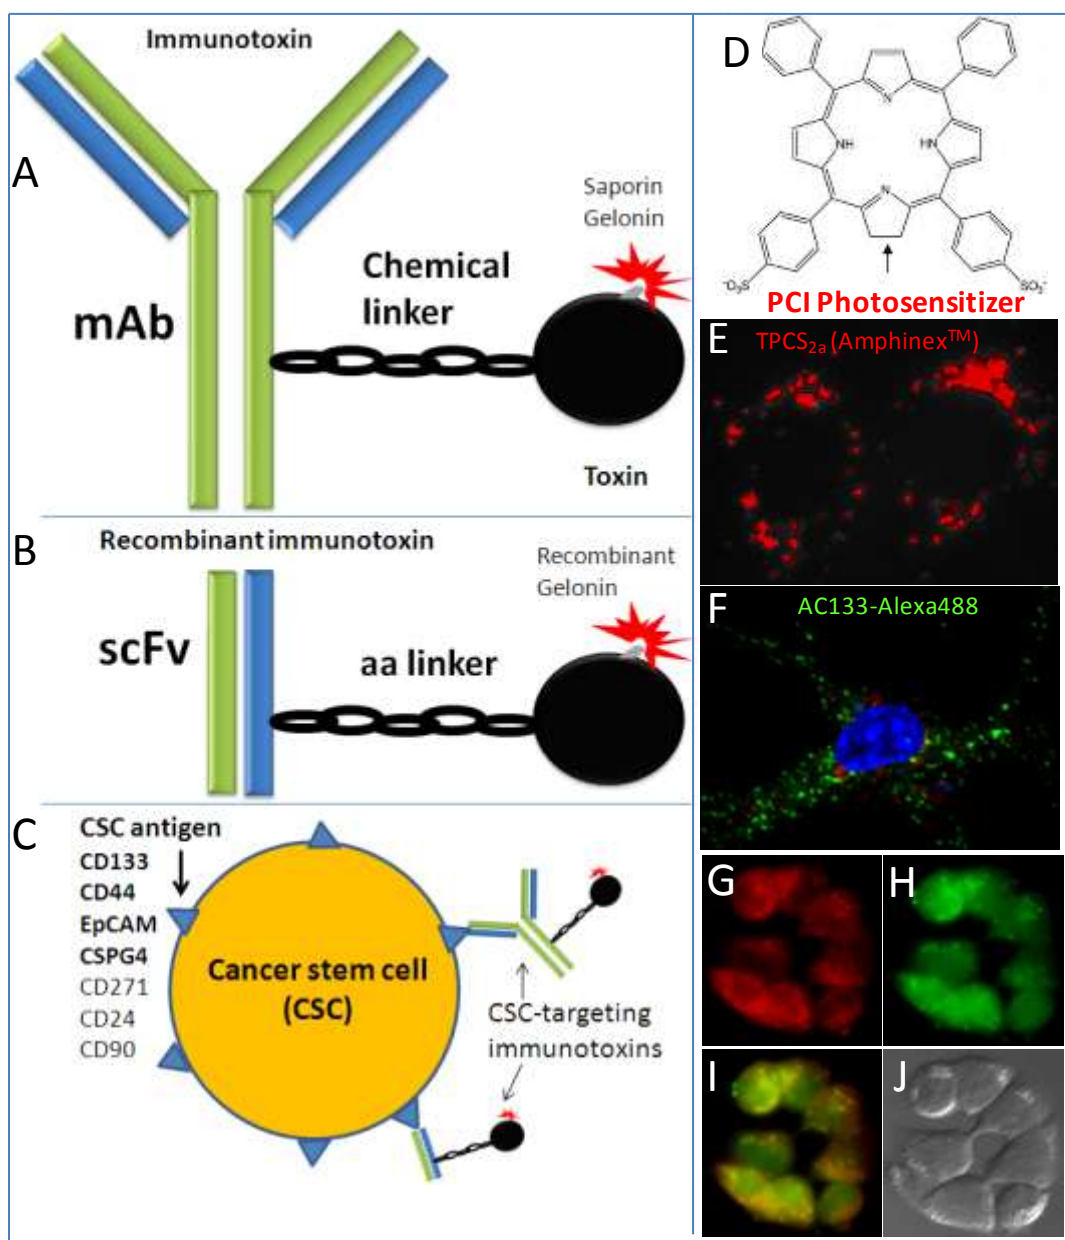 A
Immunotoxin
mAb
Chemical
linker
Saporin
Gelonin
Toxin
B
Recombinant immunotoxin
scFv
aa linker
Recombinant
Gelonin
C
CSC antigen
CD133
CD44
EpCAM
CSPG4
CD271
CD24
CD90
Cancer stem cell
(CSC)
CSC-targeting
immunotoxins
D
N
NH
HN
N
⁻O₃S
SO₃⁻
PCI Photosensitizer
E
TPCS₂ₐ (Amphinex™)
F
AC133-Alexa488
G
H
I
J